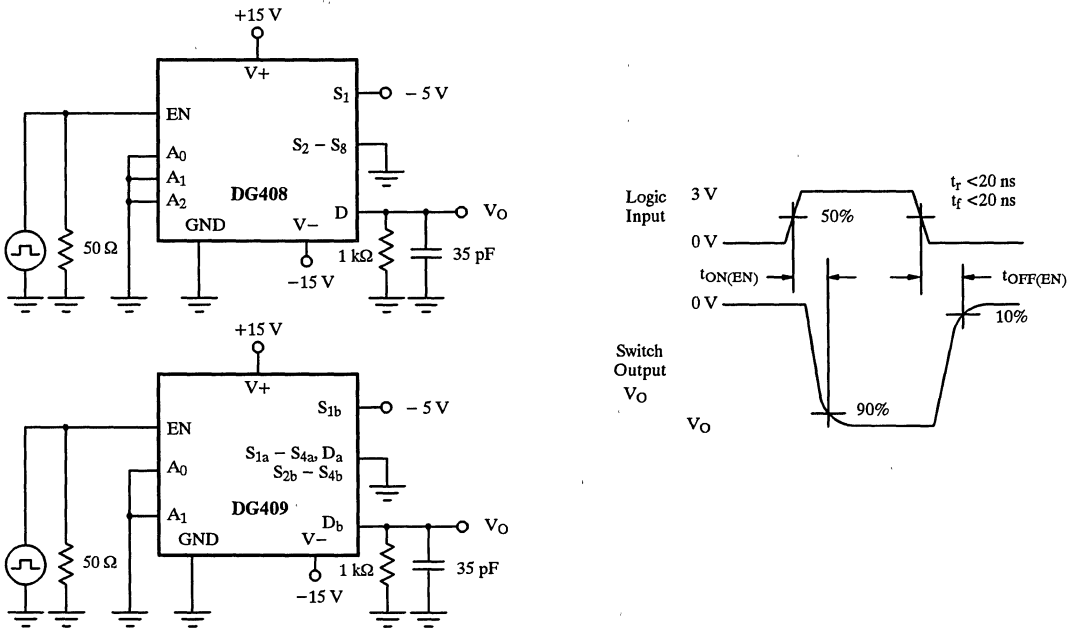 +15 V
V+
S1
– 5 V
EN
S2 – S8
A0
A1
A2
DG408
GND
V–
D
VO
50 Ω
1 kΩ
35 pF
–15 V
+15 V
V+
S1b
– 5 V
EN
S1a – S4a, Da
S2b – S4b
A0
A1
DG409
GND
V–
Db
VO
50 Ω
1 kΩ
35 pF
–15 V
Logic
Input
3 V
0 V
50%
tr <20 ns
tf <20 ns
tON(EN)
tOFF(EN)
0 V
10%
Switch
Output
VO
VO
90%